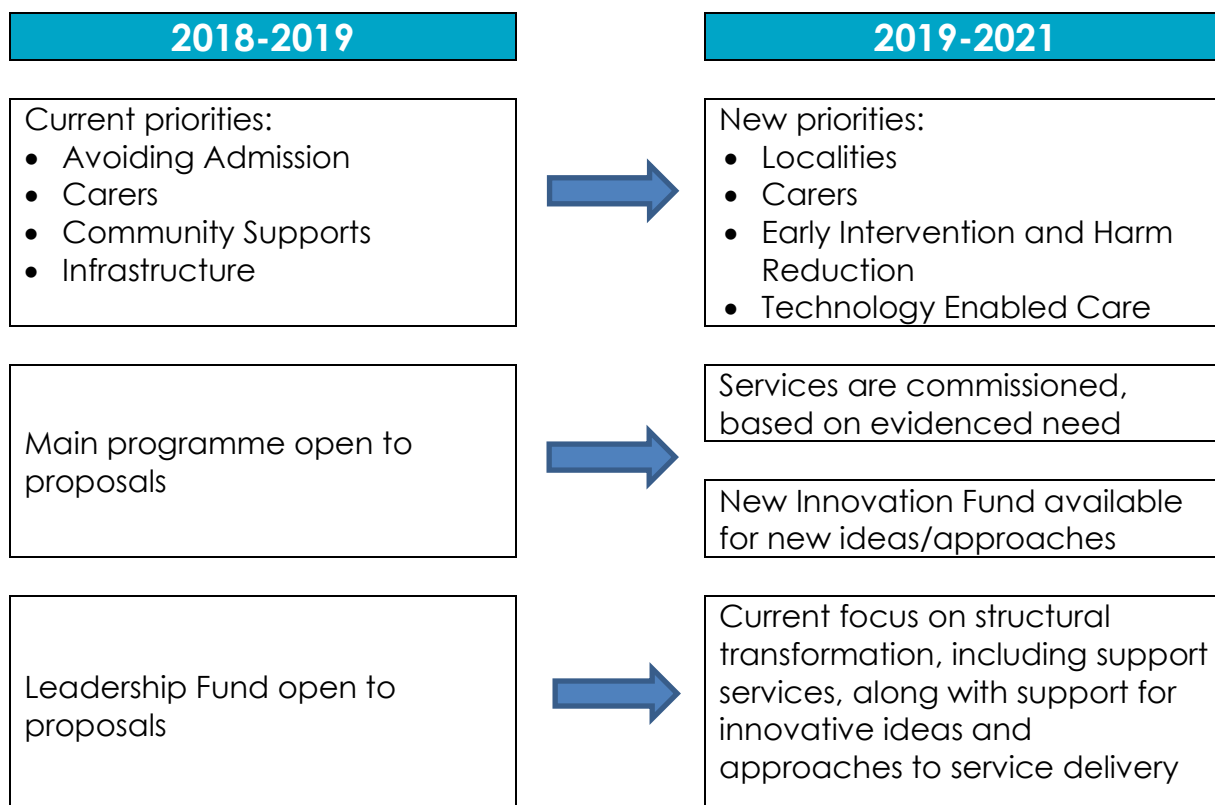 2018-2019
2019-2021
Current priorities:
• Avoiding Admission
• Carers
• Community Supports
• Infrastructure
New priorities:
• Localities
• Carers
• Early Intervention and Harm
Reduction
• Technology Enabled Care
Main programme open to
proposals
Services are commissioned,
based on evidenced need
New Innovation Fund available
for new ideas/approaches
Leadership Fund open to
proposals
Current focus on structural
transformation, including support
services, along with support for
innovative ideas and
approaches to service delivery